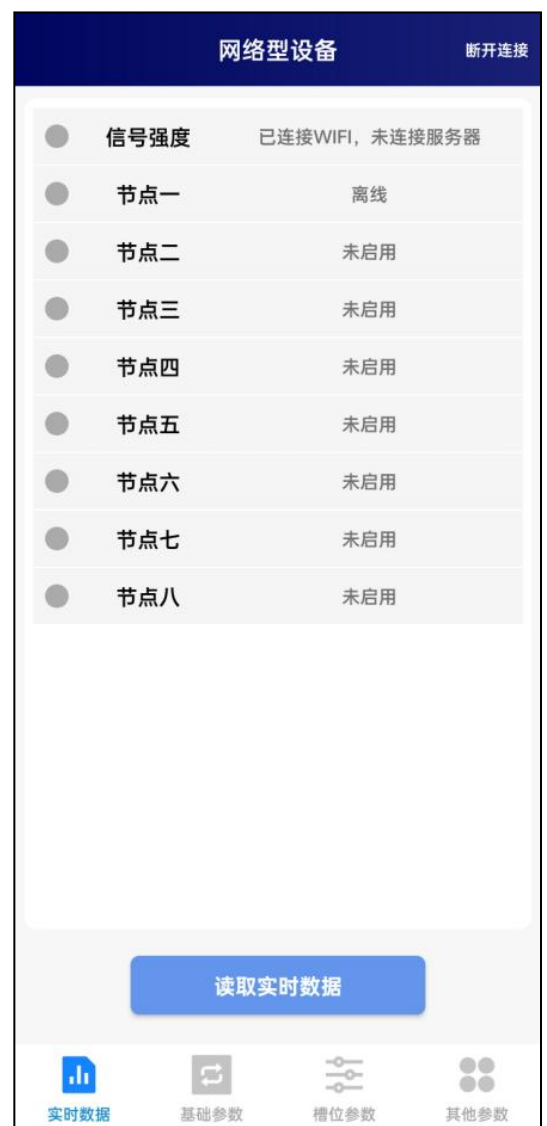 网络型设备 断开连接
信号强度 已连接WIFI，未连接服务器
节点一 离线
节点二 未启用
节点三 未启用
节点四 未启用
节点五 未启用
节点六 未启用
节点七 未启用
节点八 未启用
读取实时数据
实时数据 基础参数 槽位参数 其他参数